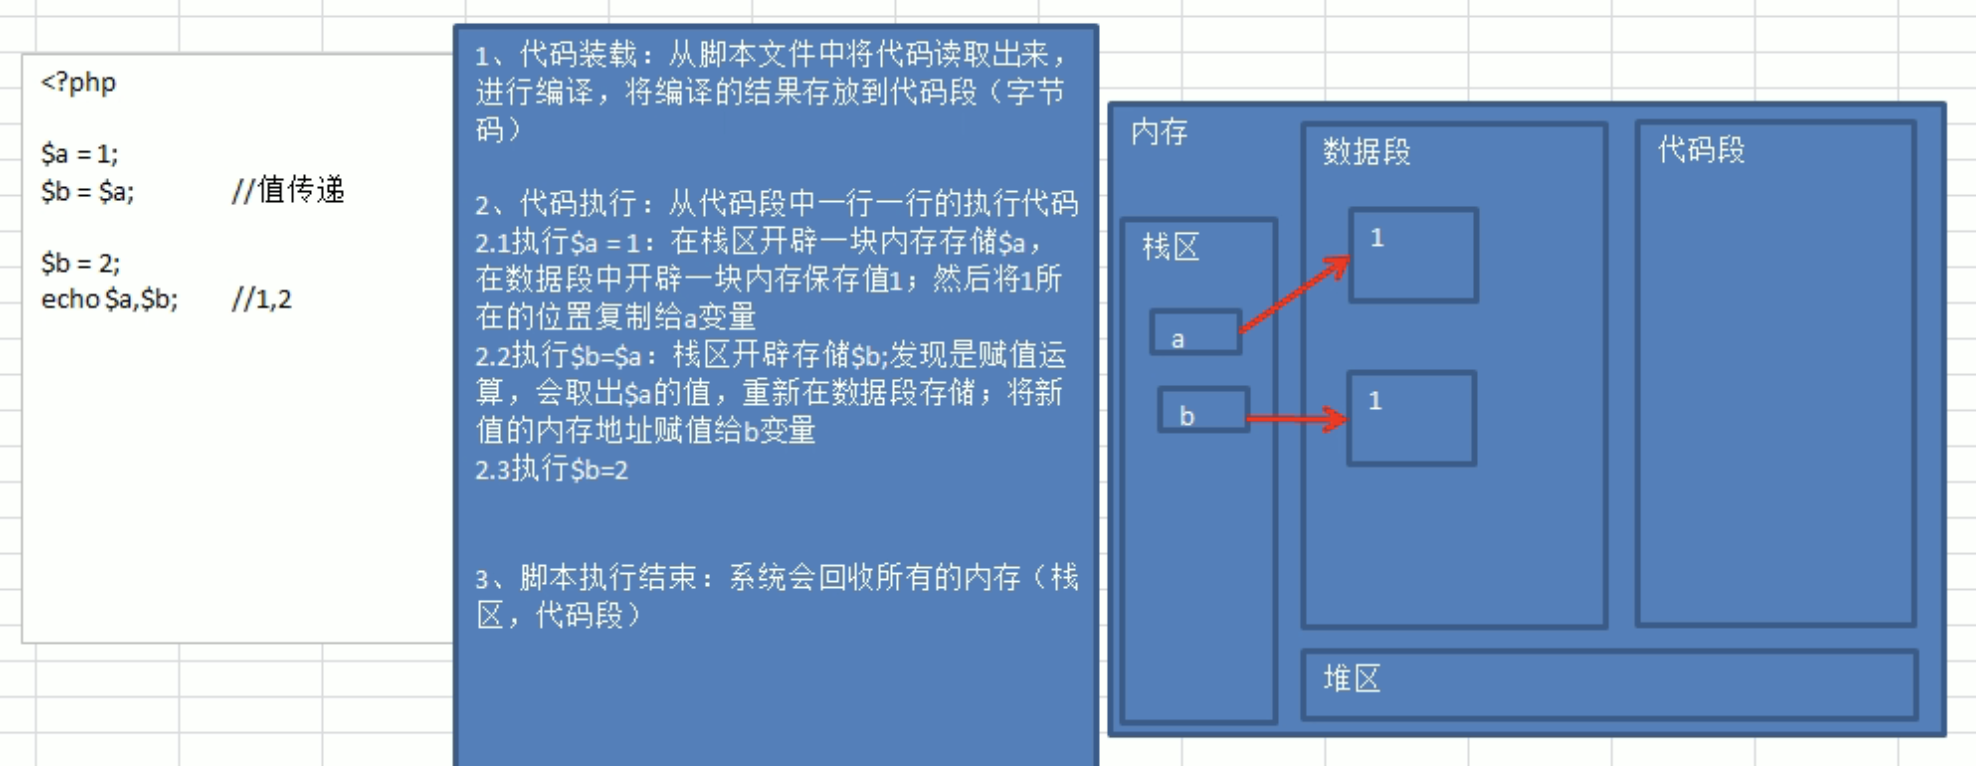 <?php
$a = 1;
$b = $a; //值传递
$b = 2;
echo $a,$b; //1,2
1、代码装载：从脚本文件中将代码读取出来，
进行编译，将编译的结果存放到代码段（字节
码）
2、代码执行：从代码段中一行一行的执行代码
2.1执行$a = 1：在栈区开辟一块内存存储$a，
在数据段中开辟一块内存保存值1；然后将1所
在的位置复制给a变量
2.2执行$b=$a：栈区开辟存储$b;发现是赋值运
算，会取出$a的值，重新在数据段存储；将新
值的内存地址赋值给b变量
2.3执行$b=2
3、脚本执行结束：系统会回收所有的内存（栈
区，代码段）
内存
数据段
代码段
1
栈区
a
1
b
堆区